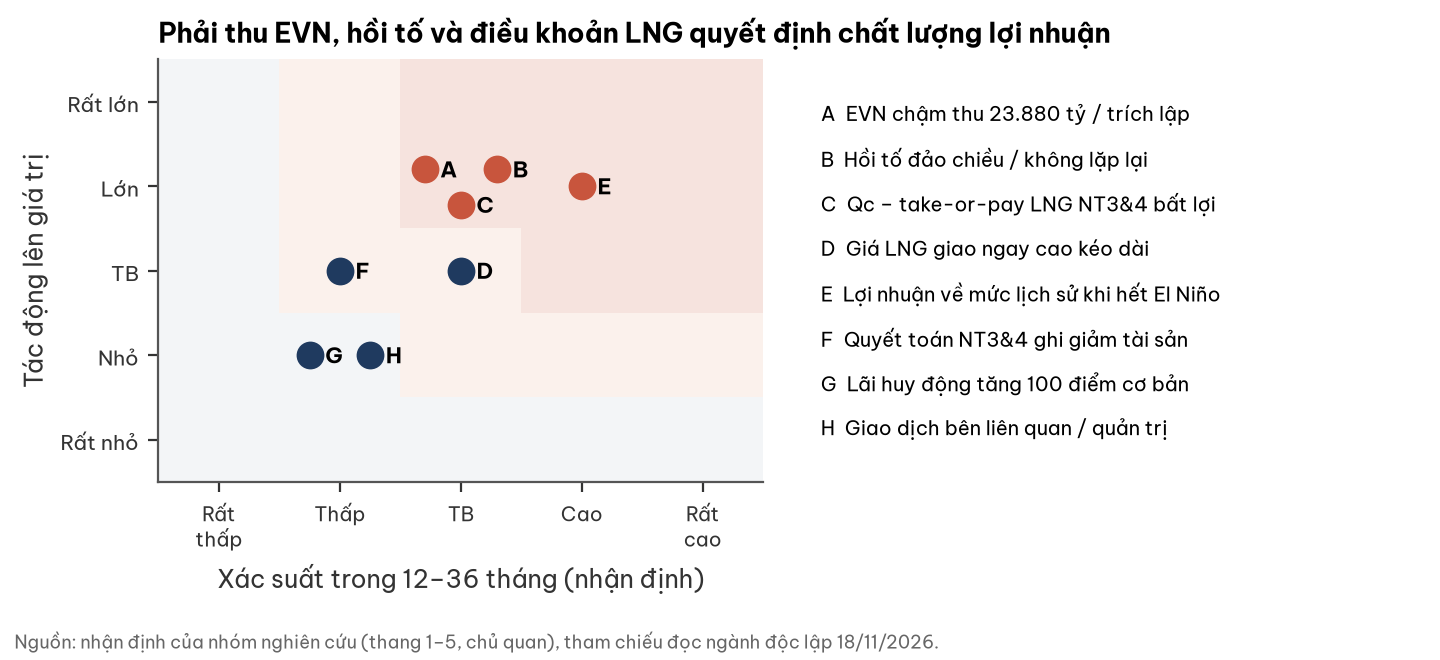 Phải thu EVN, hồi tố và điều khoản LNG quyết định chất lượng lợi nhuận
Tác động lên giá trị
Rất lớn
Lớn
TB
Nhỏ
Rất nhỏ
A
B
C
E
F
D
G
H
Rất
thấp
Thấp
TB
Cao
Rất
cao
Xác suất trong 12–36 tháng (nhận định)
A EVN chậm thu 23.880 tỷ / trích lập
B Hồi tố đảo chiều / không lặp lại
C Qc – take-or-pay LNG NT3&4 bất lợi
D Giá LNG giao ngay cao kéo dài
E Lợi nhuận về mức lịch sử khi hết El Niño
F Quyết toán NT3&4 ghi giảm tài sản
G Lãi huy động tăng 100 điểm cơ bản
H Giao dịch bên liên quan / quản trị
Nguồn: nhận định của nhóm nghiên cứu (thang 1–5, chủ quan), tham chiếu đọc ngành độc lập 18/11/2026.